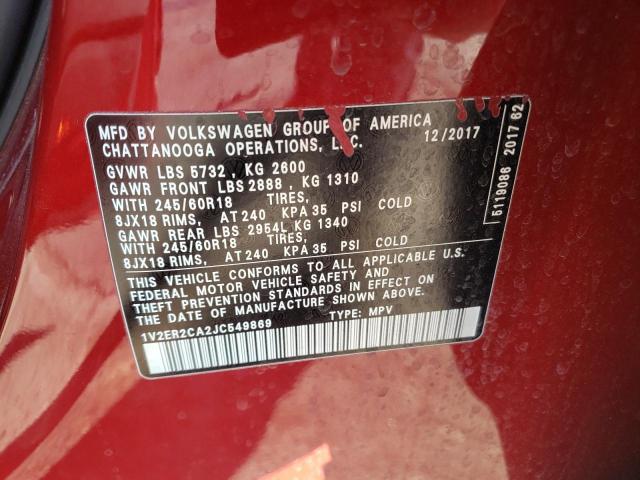 MFD BY VOLKSWAGEN GROUP OF AMERICA
CHATTANOOGA OPERATIONS, LLC. 12/2017
GVWR LBS 5732 , KG 2600
GAWR FRONT LBS 2888 , KG 1310
WITH 245/60R18 TIRES,
8JX18 RIMS, AT 240 KPA 35 PSI COLD
GAWR REAR LBS 2954L KG 1340
WITH 245/60R18 TIRES,
8JX18 RIMS, AT 240 KPA 35 PSI COLD
THIS VEHICLE CONFORMS TO ALL APPLICABLE U.S.
FEDERAL MOTOR VEHICLE SAFETY AND
THEFT PREVENTION STANDARDS IN EFFECT ON
THE DATE OF MANUFACTURE SHOWN ABOVE.
1V2ER2CA2JC549869 TYPE: MPV
5119086 2017 62